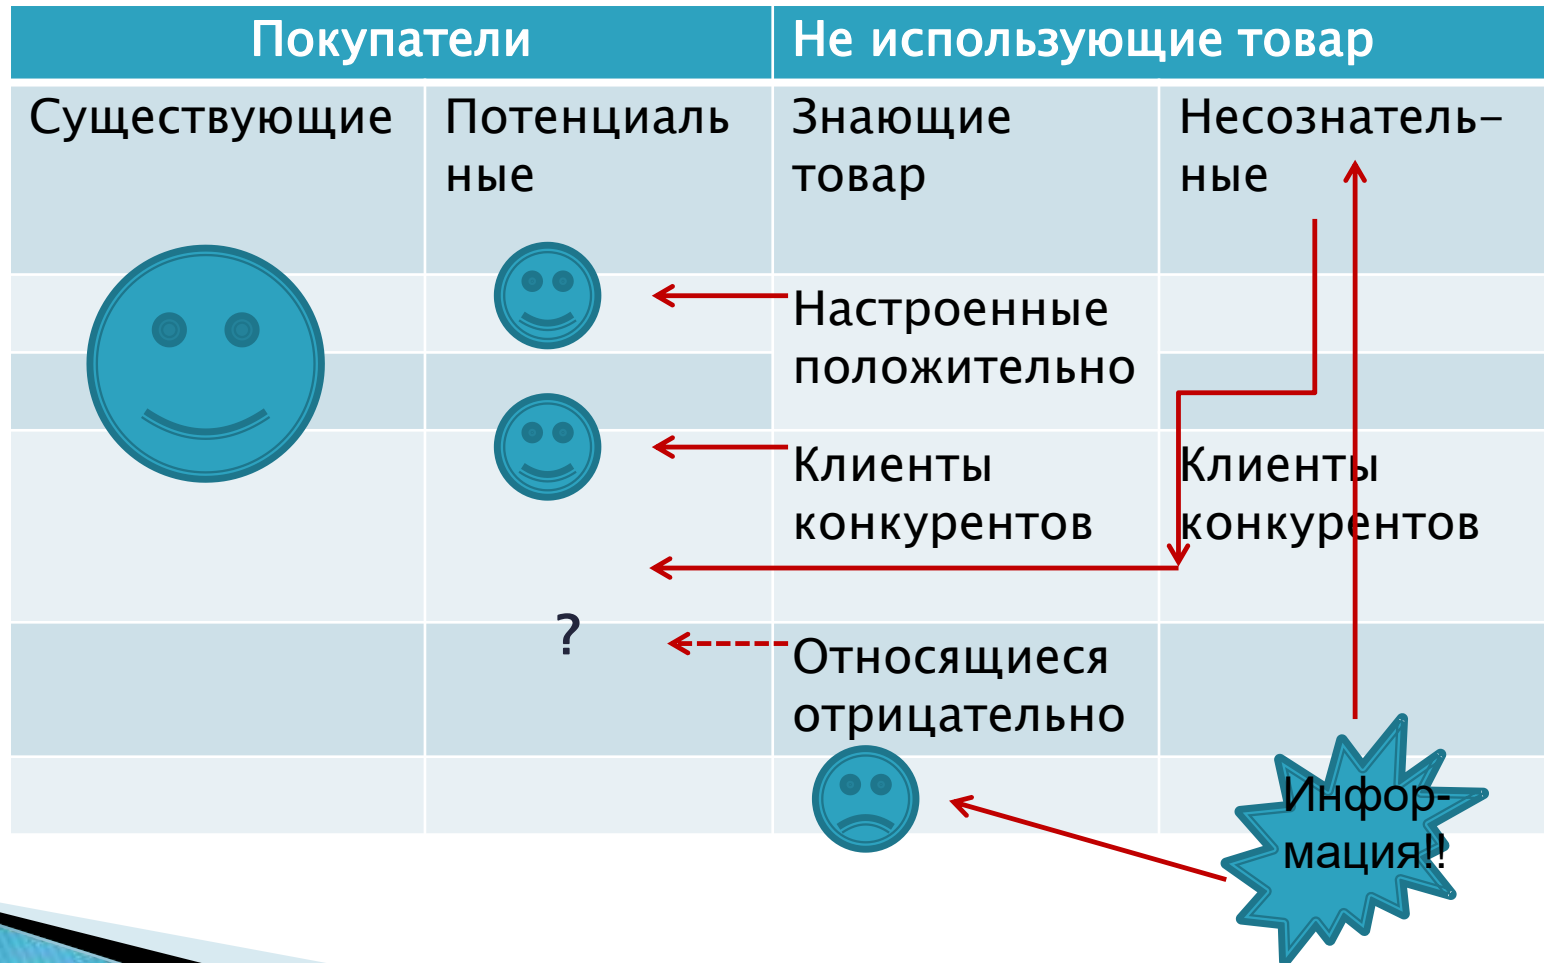 Покупатели
Не использующие товар
Существующие
Потенциаль
ные
Знающие
товар
Несознатель-
ные
Настроенные
положительно
Клиенты
конкурентов
Клиенты
конкурентов
?
Относящиеся
отрицательно
Инфор-
мация!!